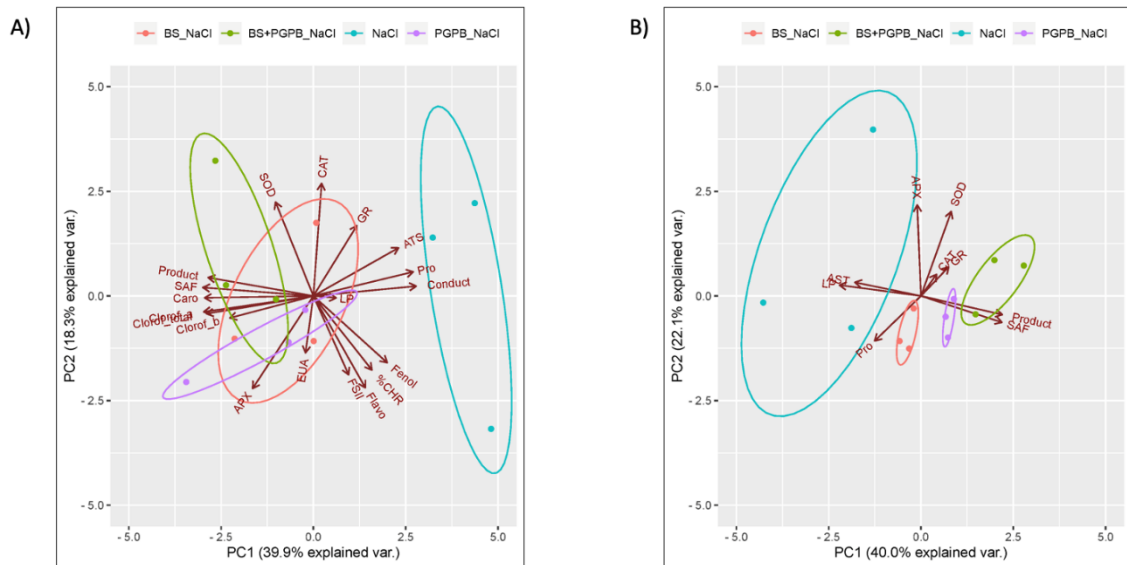 A)
BS_NaCl BS+PGPB_NaCl NaCl PGPB_NaCl
5.0
2.5
0.0
- 2.5
- 5.0
PC2 (18.3% explained var.)
CAT
SOD
GR
ATS
Pro
Conduct
LP
Product
SAF
Caro
Clorof_a
Clorof_total
Clorof_b
APX
EUA
FSII
Flavo
%CHR
Fenol
- 5.0 - 2.5 0.0 2.5 5.0
PC1 (39.9% explained var.)
B)
BS_NaCl BS+PGPB_NaCl NaCl PGPB_NaCl
5.0
2.5
0.0
-2.5
-5.0
PC2 (22.1% explained var.)
APX
SOD
CAT
GR
AST
LP
Pro
Product
SAF
-5.0 -2.5 0.0 2.5 5.0
PC1 (40.0% explained var.)